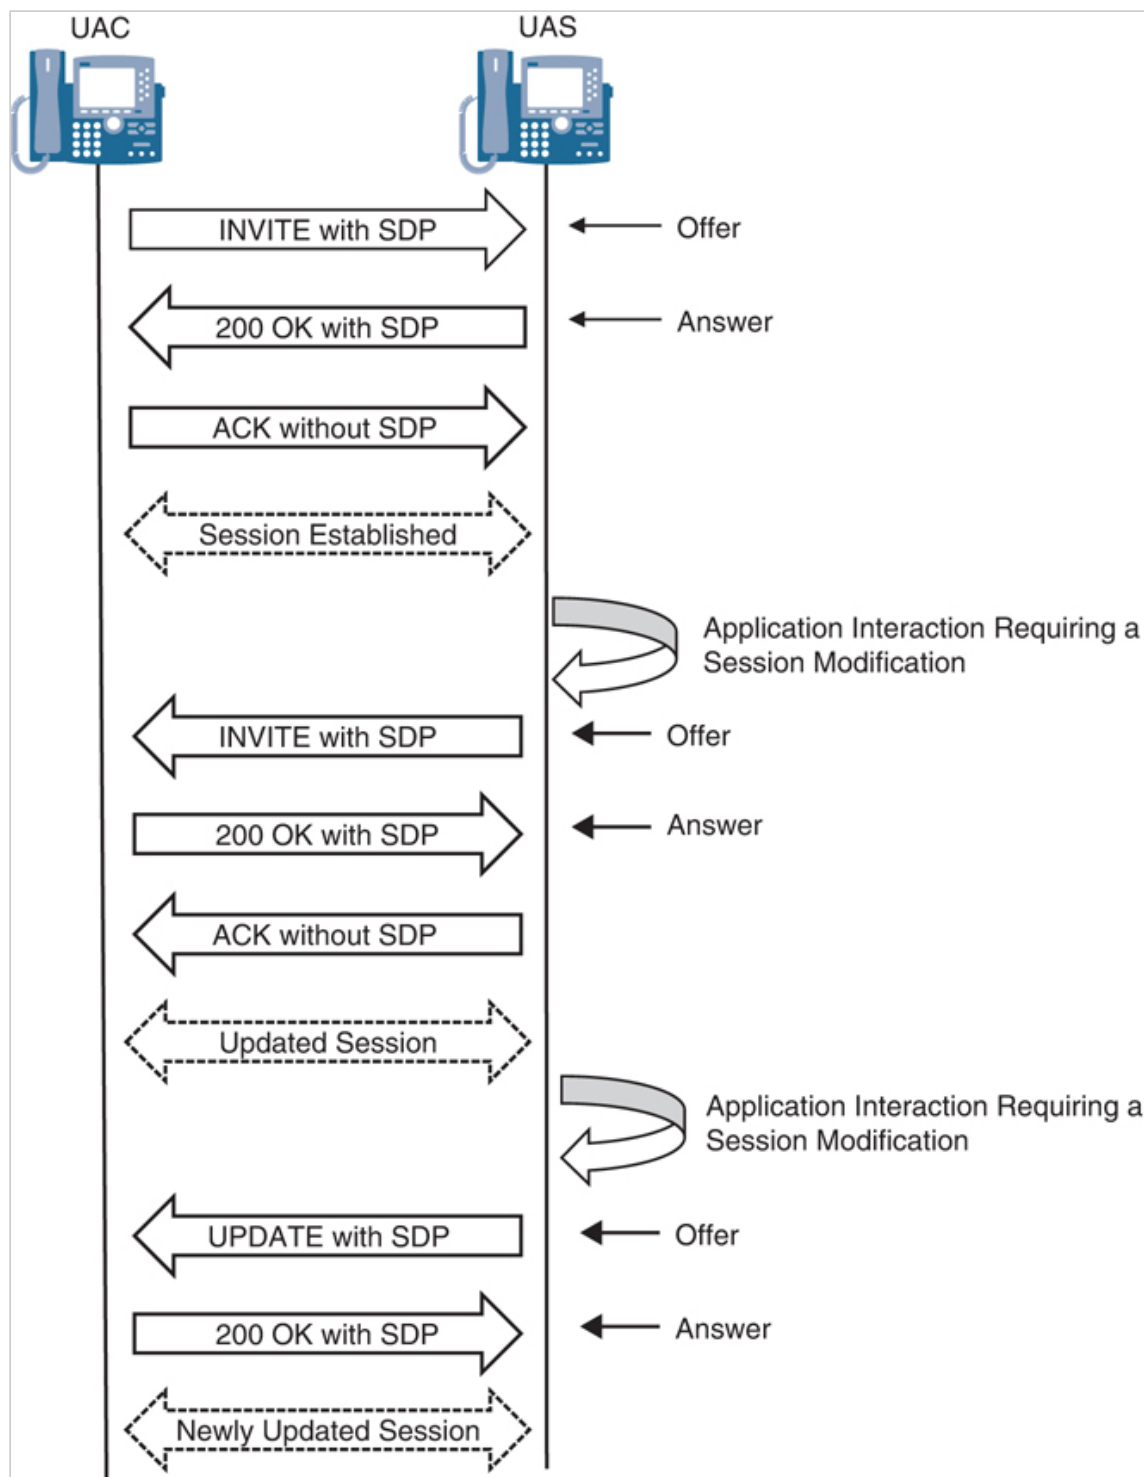 UAC
UAS
INVITE with SDP
Offer
200 OK with SDP
Answer
ACK without SDP
Session Established
Application Interaction Requiring a
Session Modification
INVITE with SDP
Offer
200 OK with SDP
Answer
ACK without SDP
Updated Session
Application Interaction Requiring a
Session Modification
UPDATE with SDP
Offer
200 OK with SDP
Answer
Newly Updated Session